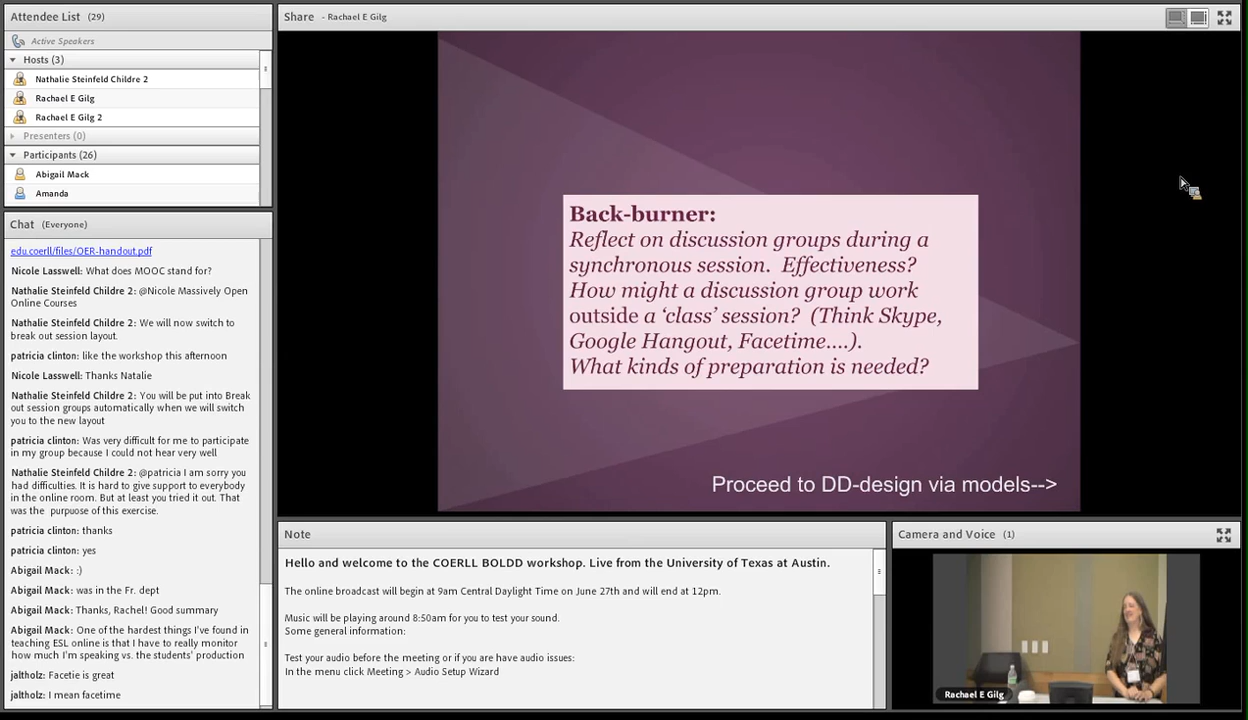 Attendee List (29)
Active Speakers
Hosts (3)
Nathalie Steinfeld Childre 2
Rachael E Gilg
Rachael E Gilg 2
Presenters (0)
Participants (26)
Abigail Mack
Amanda
Chat (Everyone)
edu.coerll/files/OER-handout.pdf
Nicole Lasswell: What does MOOC stand for?
Nathalie Steinfeld Childre 2: @Nicole Massively Open
Online Courses
Nathalie Steinfeld Childre 2: We will now switch to
break out session layout.
patricia clinton: like the workshop this afternoon
Nicole Lasswell: Thanks Natalie
Nathalie Steinfeld Childre 2: You will be put into Break
out session groups automatically when we will switch
you to the new layout
patricia clinton: Was very difficult for me to participate
in my group because I could not hear very well
Nathalie Steinfeld Childre 2: @patricia I am sorry you
had difficulties. It is hard to give support to everybody
in the online room. But at least you tried it out. That
was the purpuose of this exercise.
patricia clinton: thanks
patricia clinton: yes
Abigail Mack: :)
Abigail Mack: was in the Fr. dept
Abigail Mack: Thanks, Rachel! Good summary
Abigail Mack: One of the hardest things I've found in
teaching ESL online is that I have to really monitor
how much I'm speaking vs. the students' production
jaltholz: Facetie is great
jaltholz: I mean facetime
Share - Rachael E Gilg
Back-burner:
Reflect on discussion groups during a
synchronous session. Effectiveness?
How might a discussion group work
outside a ‘class’ session? (Think Skype,
Google Hangout, Facetime....).
What kinds of preparation is needed?
Proceed to DD-design via models-->
Note
Hello and welcome to the COERLL BOLDD workshop. Live from the University of Texas at Austin.
The online broadcast will begin at 9am Central Daylight Time on June 27th and will end at 12pm.
Music will be playing around 8:50am for you to test your sound.
Some general information:
Test your audio before the meeting or if you are have audio issues:
In the menu click Meeting > Audio Setup Wizard
Camera and Voice (1)
Rachael E Gilg